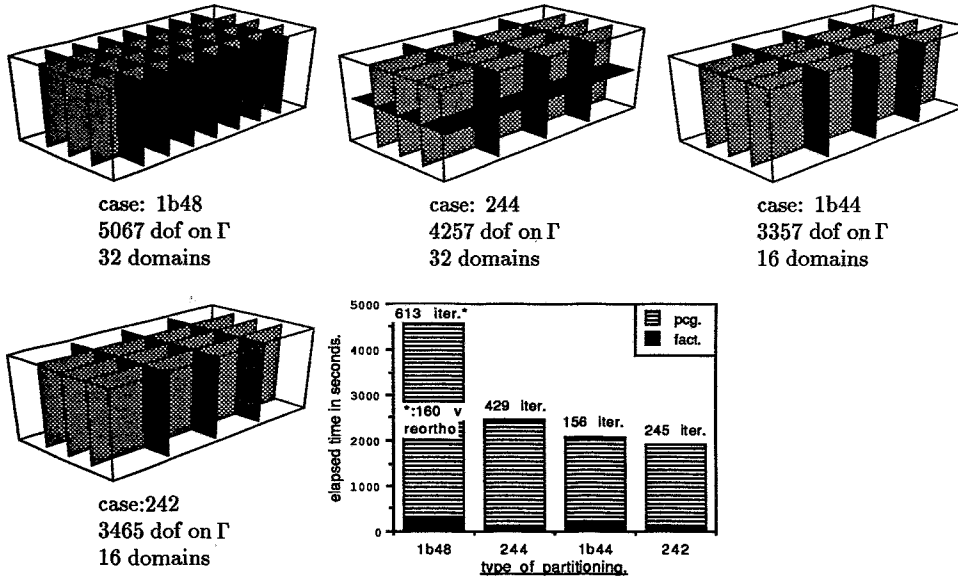 case: 1b48
5067 dof on Γ
32 domains
case: 244
4257 dof on Γ
32 domains
case: 1b44
3357 dof on Γ
16 domains
case:242
3465 dof on Γ
16 domains
elapsed time in seconds.
5000
4000
3000
2000
1000
0
613 iter.*
*:160 v
reortho
429 iter.
156 iter.
245 iter.
pcg.
fact.
1b48
244
1b44
242
type of partitioning.